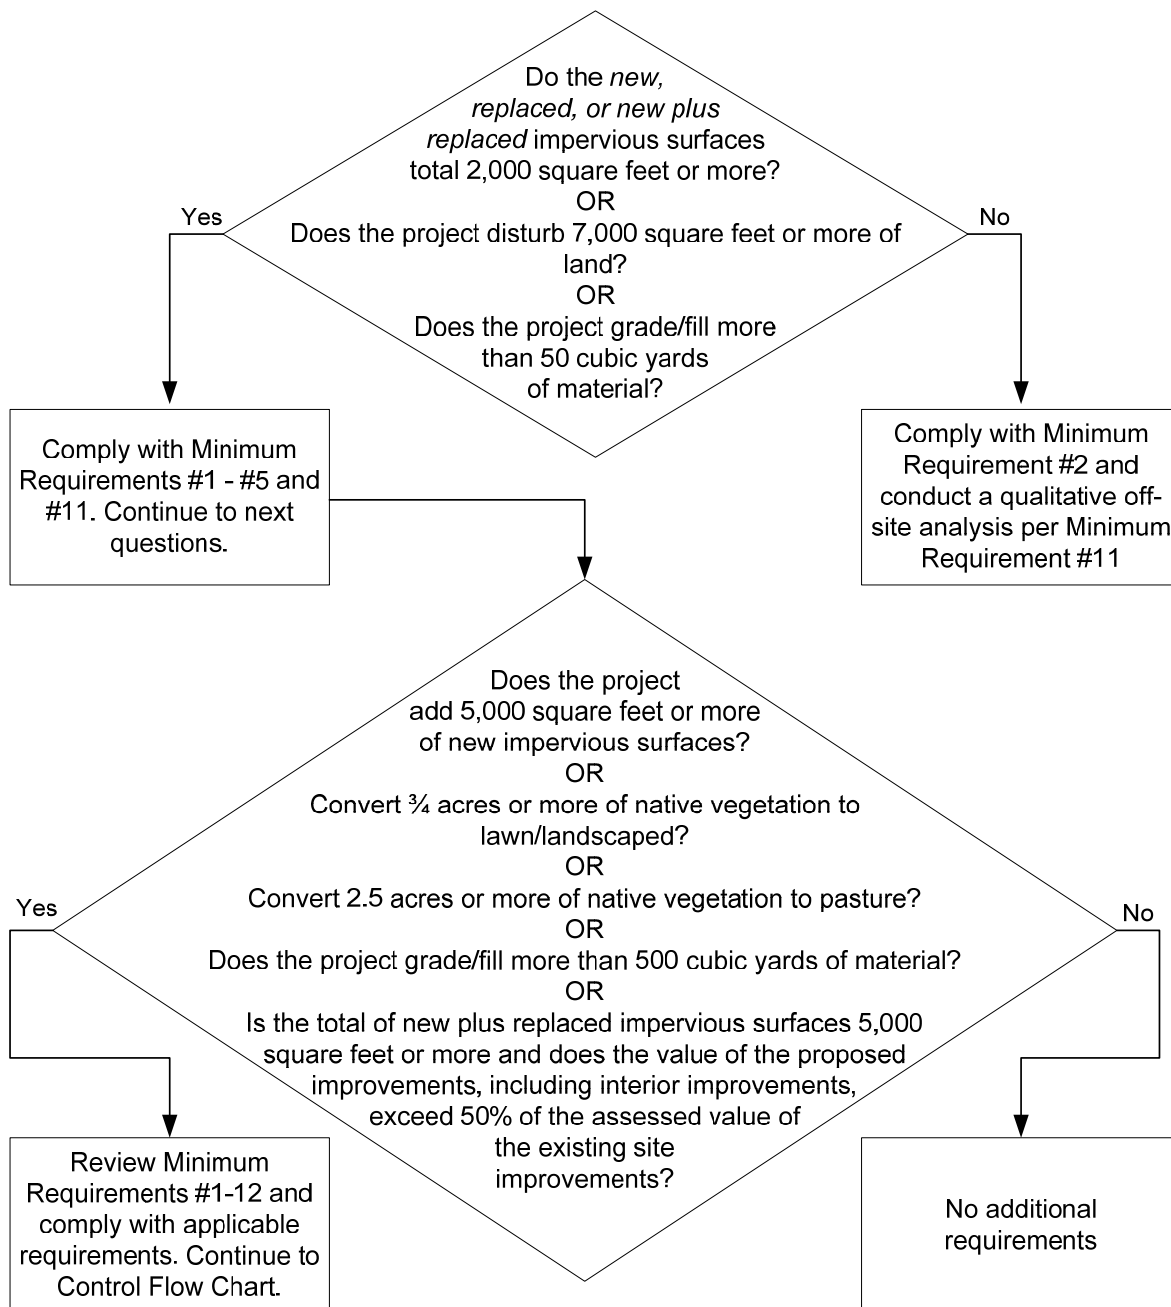 Do the new,
replaced, or new plus
replaced impervious surfaces
total 2,000 square feet or more?
OR
Does the project disturb 7,000 square feet or more of
land?
OR
Does the project grade/fill more
than 50 cubic yards
of material?
Yes
No
Comply with Minimum
Requirements #1 - #5 and
#11. Continue to next
questions.
Comply with Minimum
Requirement #2 and
conduct a qualitative off-
site analysis per Minimum
Requirement #11
Does the project
add 5,000 square feet or more
of new impervious surfaces?
OR
Convert ¾ acres or more of native vegetation to
lawn/landscaped?
OR
Convert 2.5 acres or more of native vegetation to pasture?
OR
Does the project grade/fill more than 500 cubic yards of material?
OR
Is the total of new plus replaced impervious surfaces 5,000
square feet or more and does the value of the proposed
improvements, including interior improvements,
exceed 50% of the assessed value of
the existing site
improvements?
Yes
No
Review Minimum
Requirements #1-12 and
comply with applicable
requirements. Continue to
Control Flow Chart.
No additional
requirements